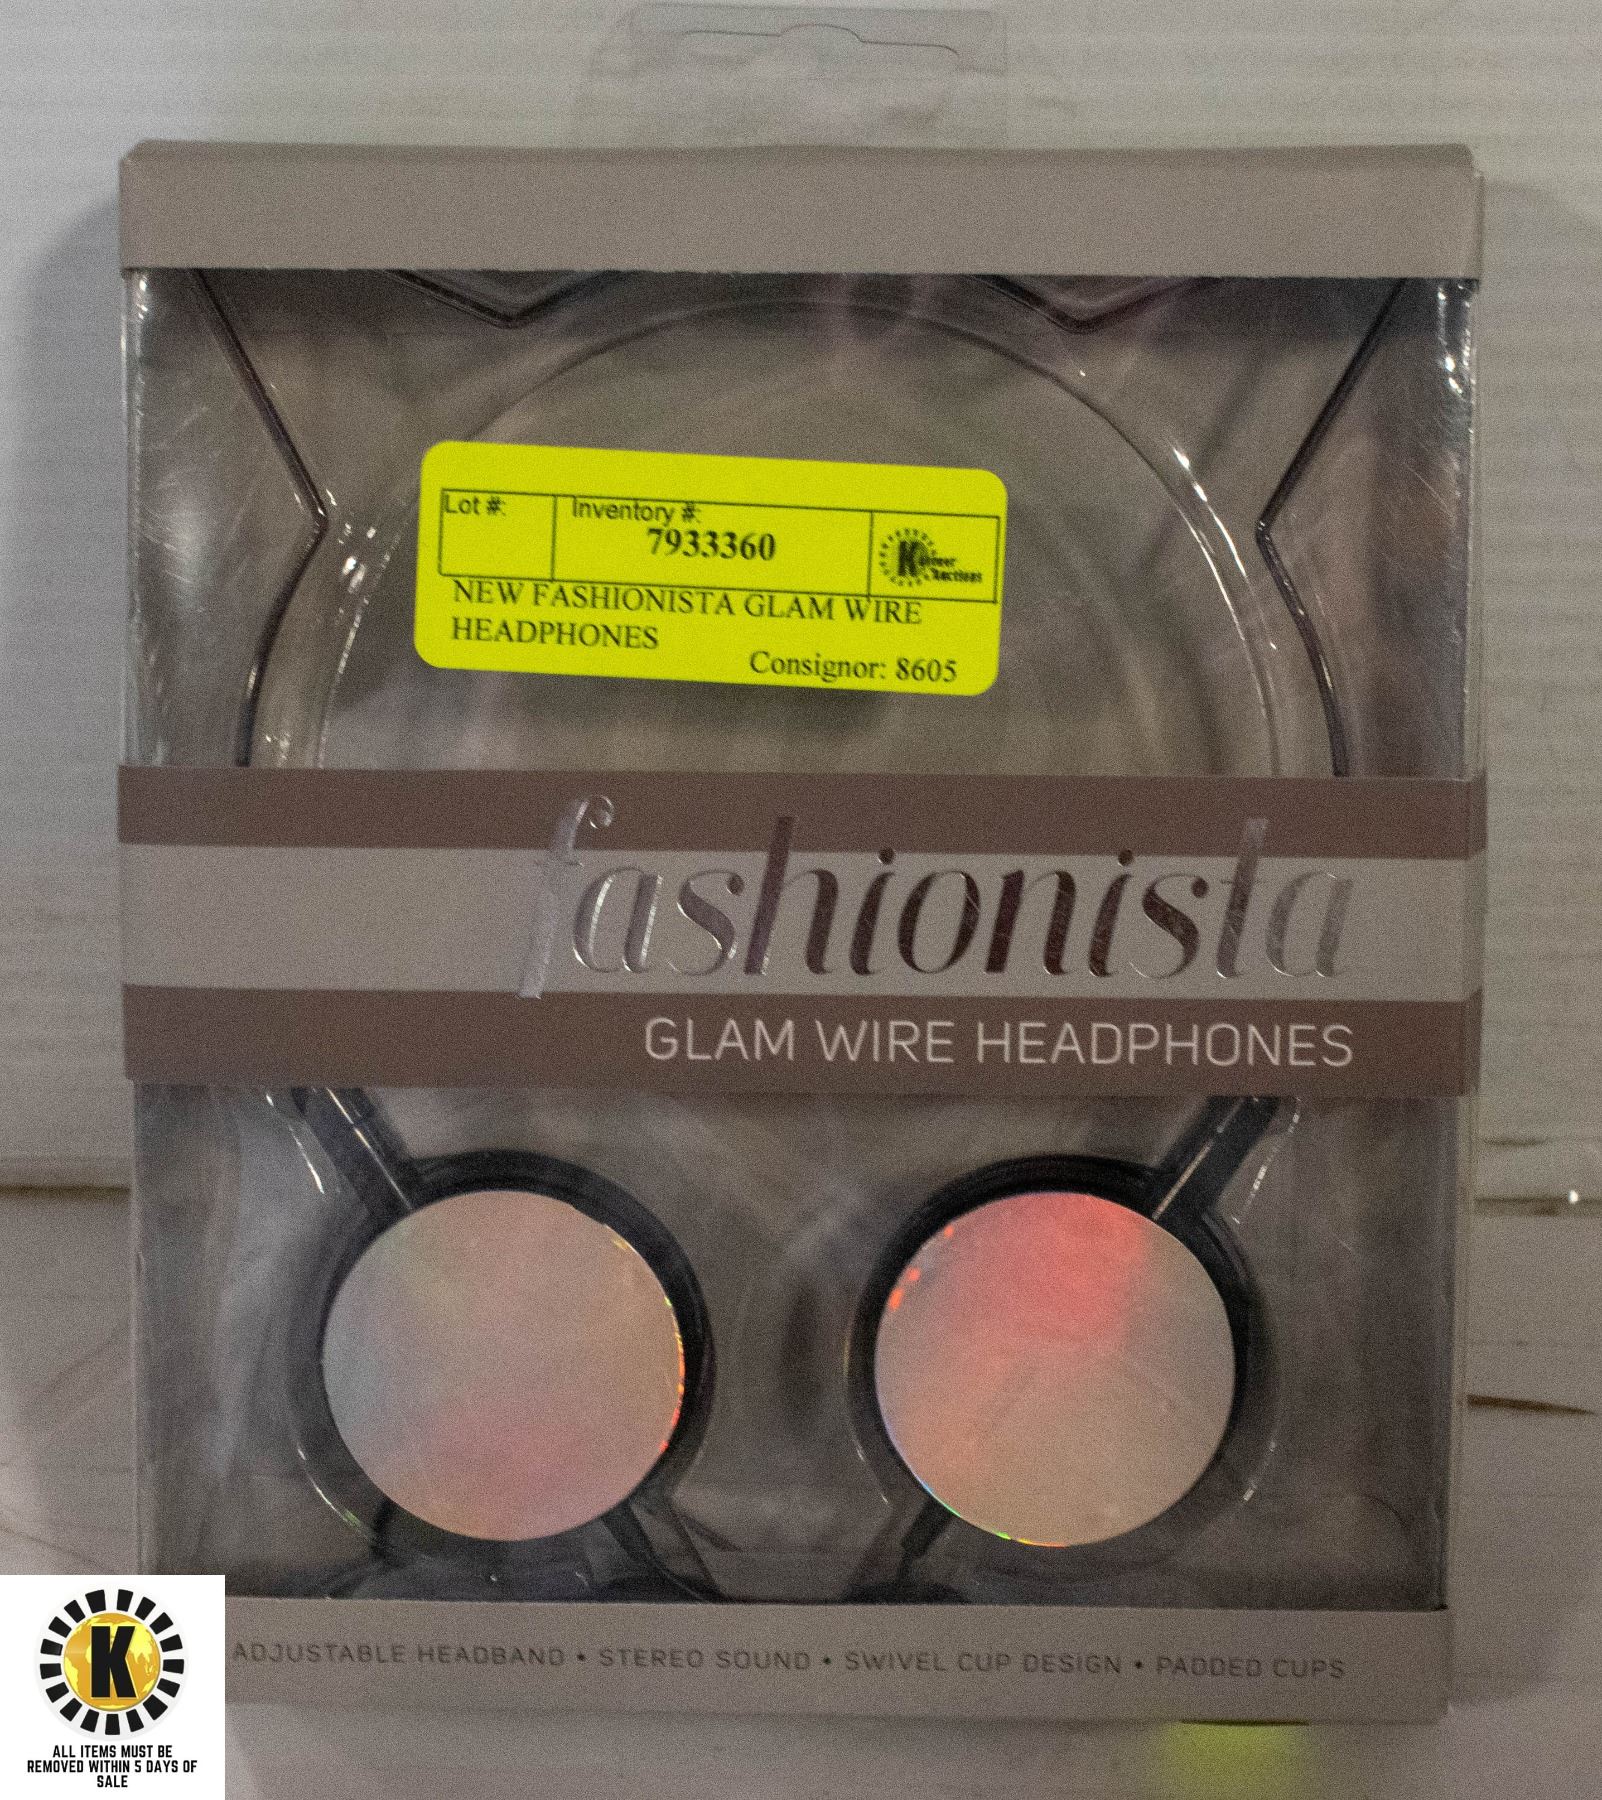 Lot #:
Inventory #:
7933360
K
Auctions
NEW FASHIONISTA GLAM WIRE
HEADPHONES
Consignor: 8605
fashionista
GLAM WIRE HEADPHONES
ADJUSTABLE HEADBAND • STEREO SOUND • SWIVEL CUP DESIGN • PADDED CUPS
K
ALL ITEMS MUST BE
REMOVED WITHIN 5 DAYS OF
SALE